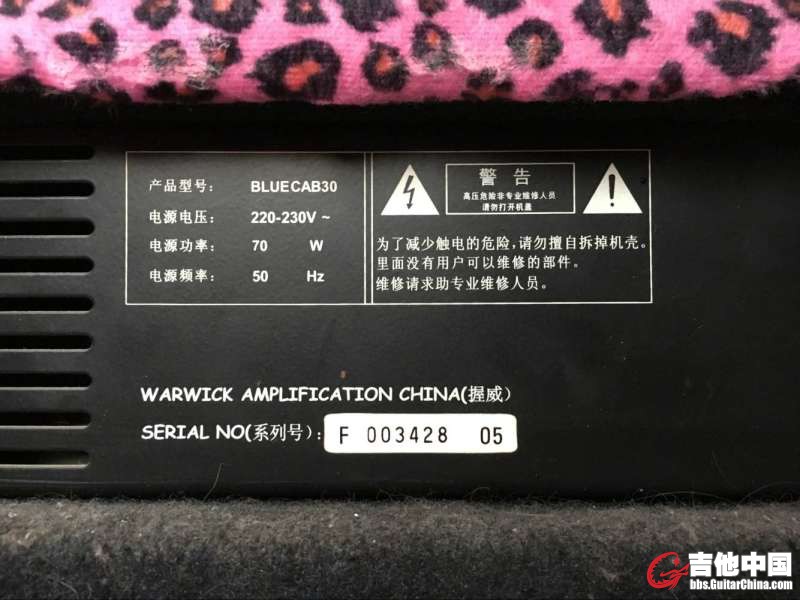 产品型号: BLUECAB30
电源电压: 220-230V ~
电源功率: 70 W
电源频率: 50 Hz
警 告
高压危险非专业维修人员
请勿打开机盖
为了减少触电的危险,请勿擅自拆掉机壳。
里面没有用户可以维修的部件。
维修请求助专业维修人员。
WARWICK AMPLIFICATION CHINA(握威)
SERIAL NO(系列号): F 003428 05
吉他中国
bbs.GuitarChina.com